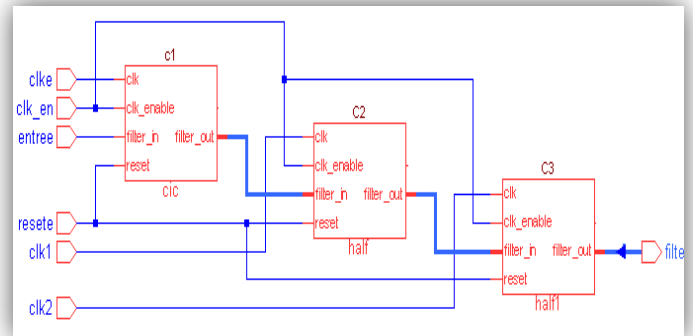 clke
clk_en
entree
resete
clk1
clk2
c1
clk
clk_enable
filter_in filter_out
reset
cic
C2
clk
clk_enable
filter_in filter_out
reset
half
C3
clk
clk_enable
filter_in filter_out
reset
half1
filte